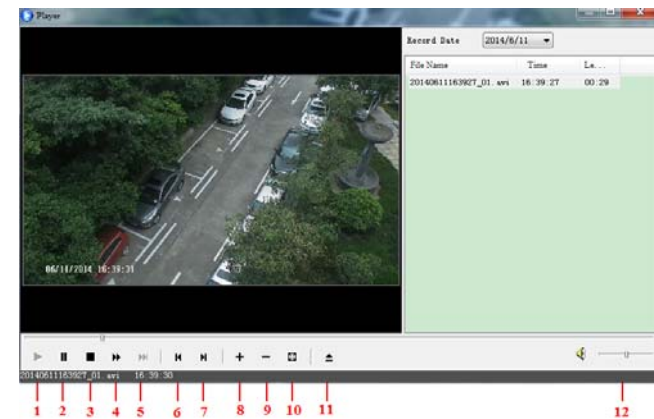 Player
Record Date 2014/6/11
File Name Time Le...
20140611163927_01.avi 16:39:27 00:29
06/11/2014 16:39:31
20140611163927_01.avi 16:39:30
1 2 3 4 5 6 7 8 9 10 11 12